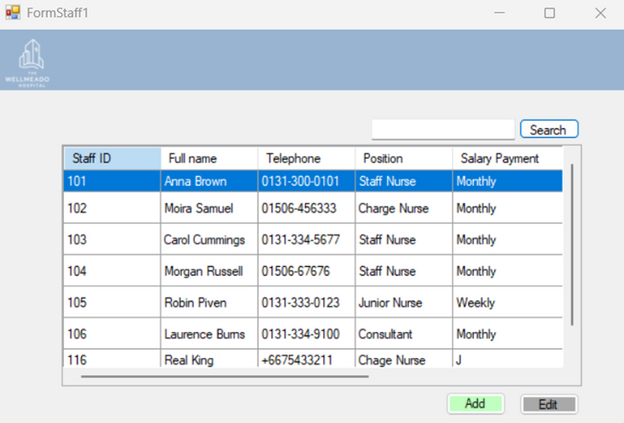 FormStaff1
THE
WELLMEADO
HOSPITAL
Search
Staff ID Full name Telephone Position Salary Payment
101 Anna Brown 0131-300-0101 Staff Nurse Monthly
102 Moira Samuel 01506-456333 Charge Nurse Monthly
103 Carol Cummings 0131-334-5677 Staff Nurse Monthly
104 Morgan Russell 01506-67676 Staff Nurse Monthly
105 Robin Piven 0131-333-0123 Junior Nurse Weekly
106 Laurence Burns 0131-334-9100 Consultant Monthly
116 Real King +6675433211 Chage Nurse J
Add Edit